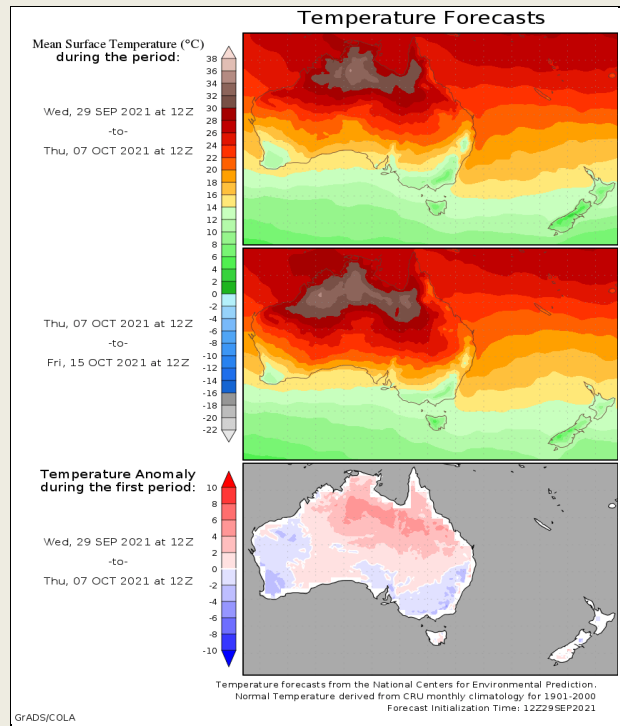 Temperature Forecasts
Mean Surface Temperature (°C)
during the period:
38
36
34
32
30
28
26
24
22
20
18
16
14
12
10
8
6
4
2
0
-2
-4
-6
-8
-10
-12
-14
-16
-18
-20
-22
Wed, 29 SEP 2021 at 12Z
-to-
Thu, 07 OCT 2021 at 12Z
Thu, 07 OCT 2021 at 12Z
-to-
Fri, 15 OCT 2021 at 12Z
Temperature Anomaly
during the first period:
10
8
6
4
2
0
-2
-4
-6
-8
-10
Wed, 29 SEP 2021 at 12Z
-to-
Thu, 07 OCT 2021 at 12Z
Temperature forecasts from the National Centers for Environmental Prediction.
Normal Temperature derived from CRU monthly climatology for 1901-2000
Forecast Initialization Time: 12Z29SEP2021
GrADS/COLA